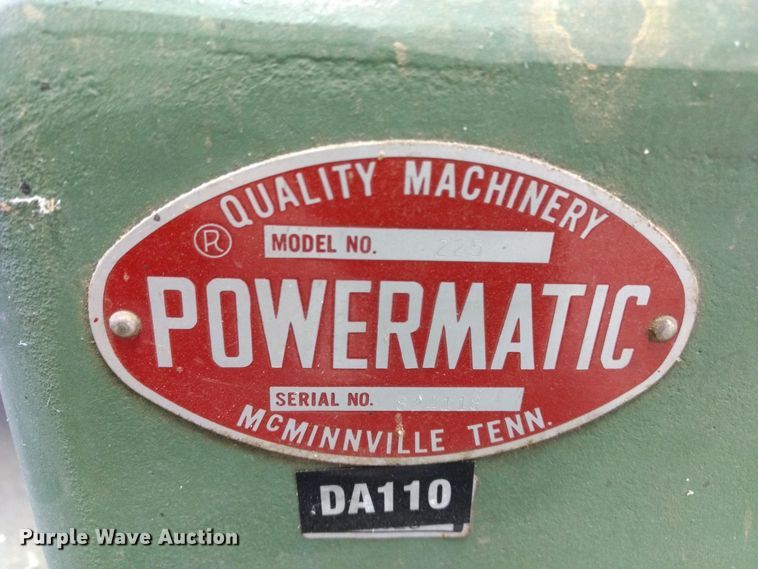 QUALITY MACHINERY
®
MODEL NO. 225
POWERMATIC
SERIAL NO.
MCMINNVILLE TENN.
DA110
Purple Wave Auction